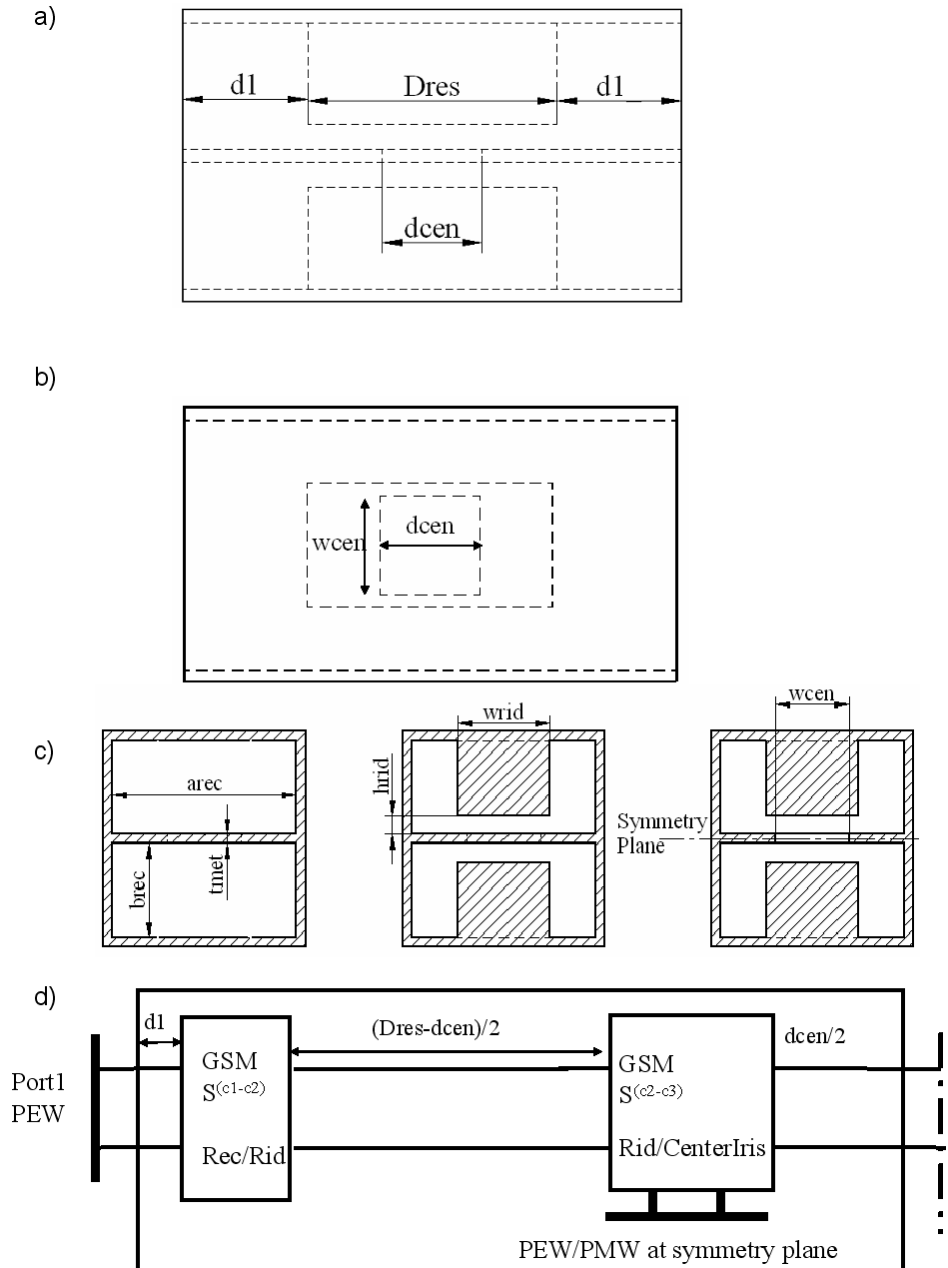 a)
d1
Dres
d1
dcen
b)
wcen
dcen
c)
arec
tmet
brec
wrid
hrid
wcen
Symmetry
Plane
d)
d1
(Dres-dcen)/2
dcen/2
Port1
PEW
GSM
S(c1-c2)
Rec/Rid
GSM
S(c2-c3)
Rid/CenterIris
PEW/PMW at symmetry plane